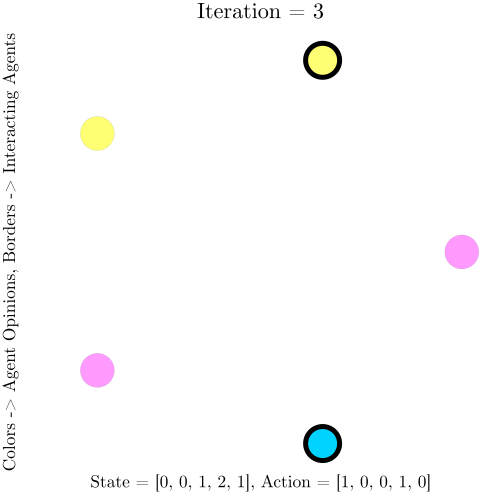 Iteration = 3
Colors -> Agent Opinions, Borders -> Interacting Agents
State = [0, 0, 1, 2, 1], Action = [1, 0, 0, 1, 0]